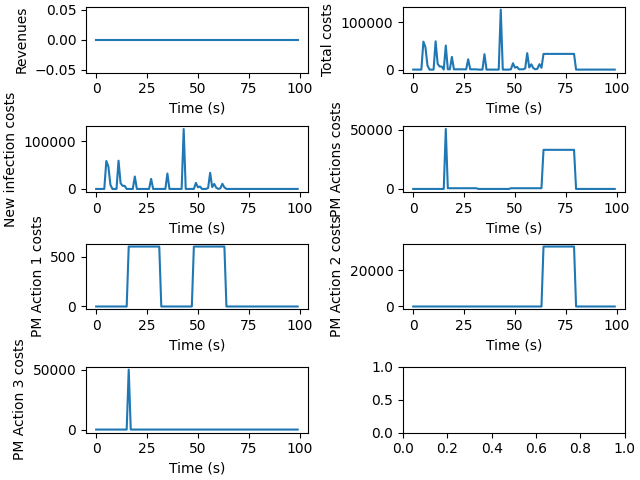 Revenues
0.05
0.00
−0.05
0 25 50 75 100
Time (s)
Total costs
100000
0
0 25 50 75 100
Time (s)
New infection costs
100000
0
0 25 50 75 100
Time (s)
PM Actions costs
50000
0
0 25 50 75 100
Time (s)
PM Action 1 costs
500
0
0 25 50 75 100
Time (s)
PM Action 2 costs
20000
0
0 25 50 75 100
Time (s)
PM Action 3 costs
50000
0
0 25 50 75 100
Time (s)
1.0
0.5
0.0
0.0 0.2 0.4 0.6 0.8 1.0